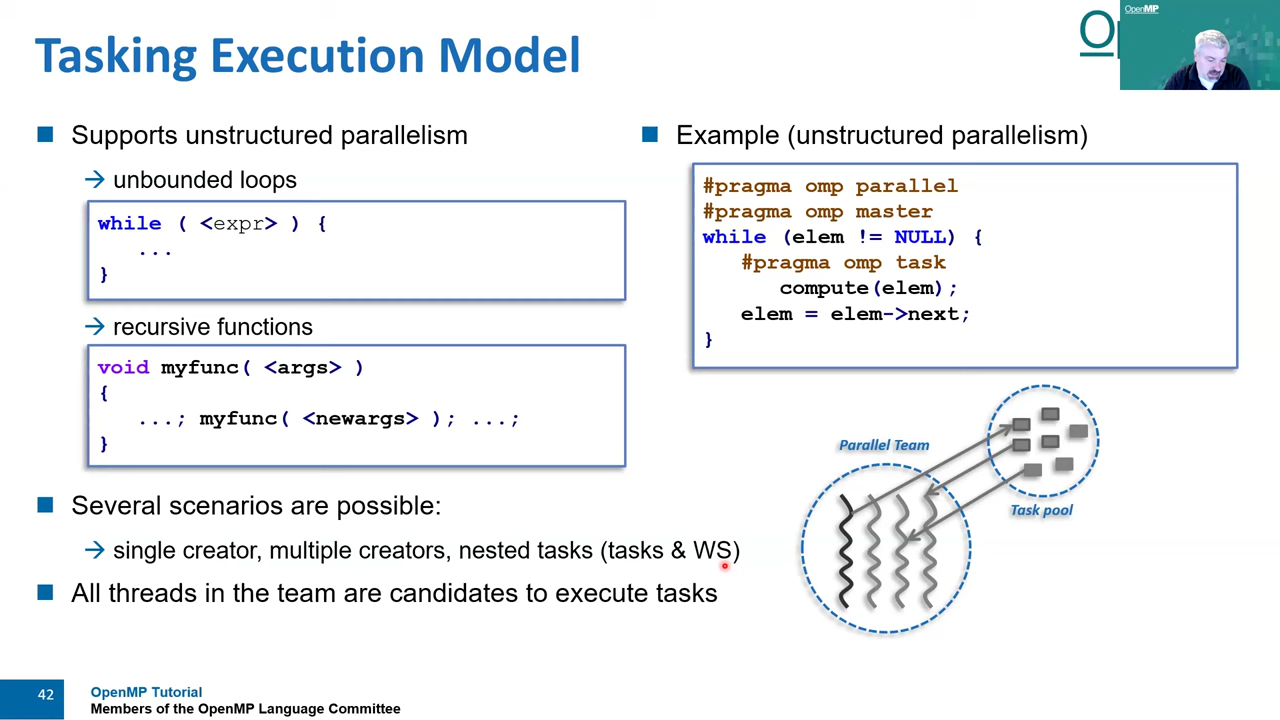 Tasking Execution Model
OpenMP
Supports unstructured parallelism
→ unbounded loops
while ( <expr> ) {
...
}
→ recursive functions
void myfunc( <args> )
{
...; myfunc( <newargs> ); ...;
}
Several scenarios are possible:
→ single creator, multiple creators, nested tasks (tasks & WS)
All threads in the team are candidates to execute tasks
Example (unstructured parallelism)
#pragma omp parallel
#pragma omp master
while (elem != NULL) {
#pragma omp task
compute(elem);
elem = elem->next;
}
Parallel Team
Task pool
42
OpenMP Tutorial
Members of the OpenMP Language Committee